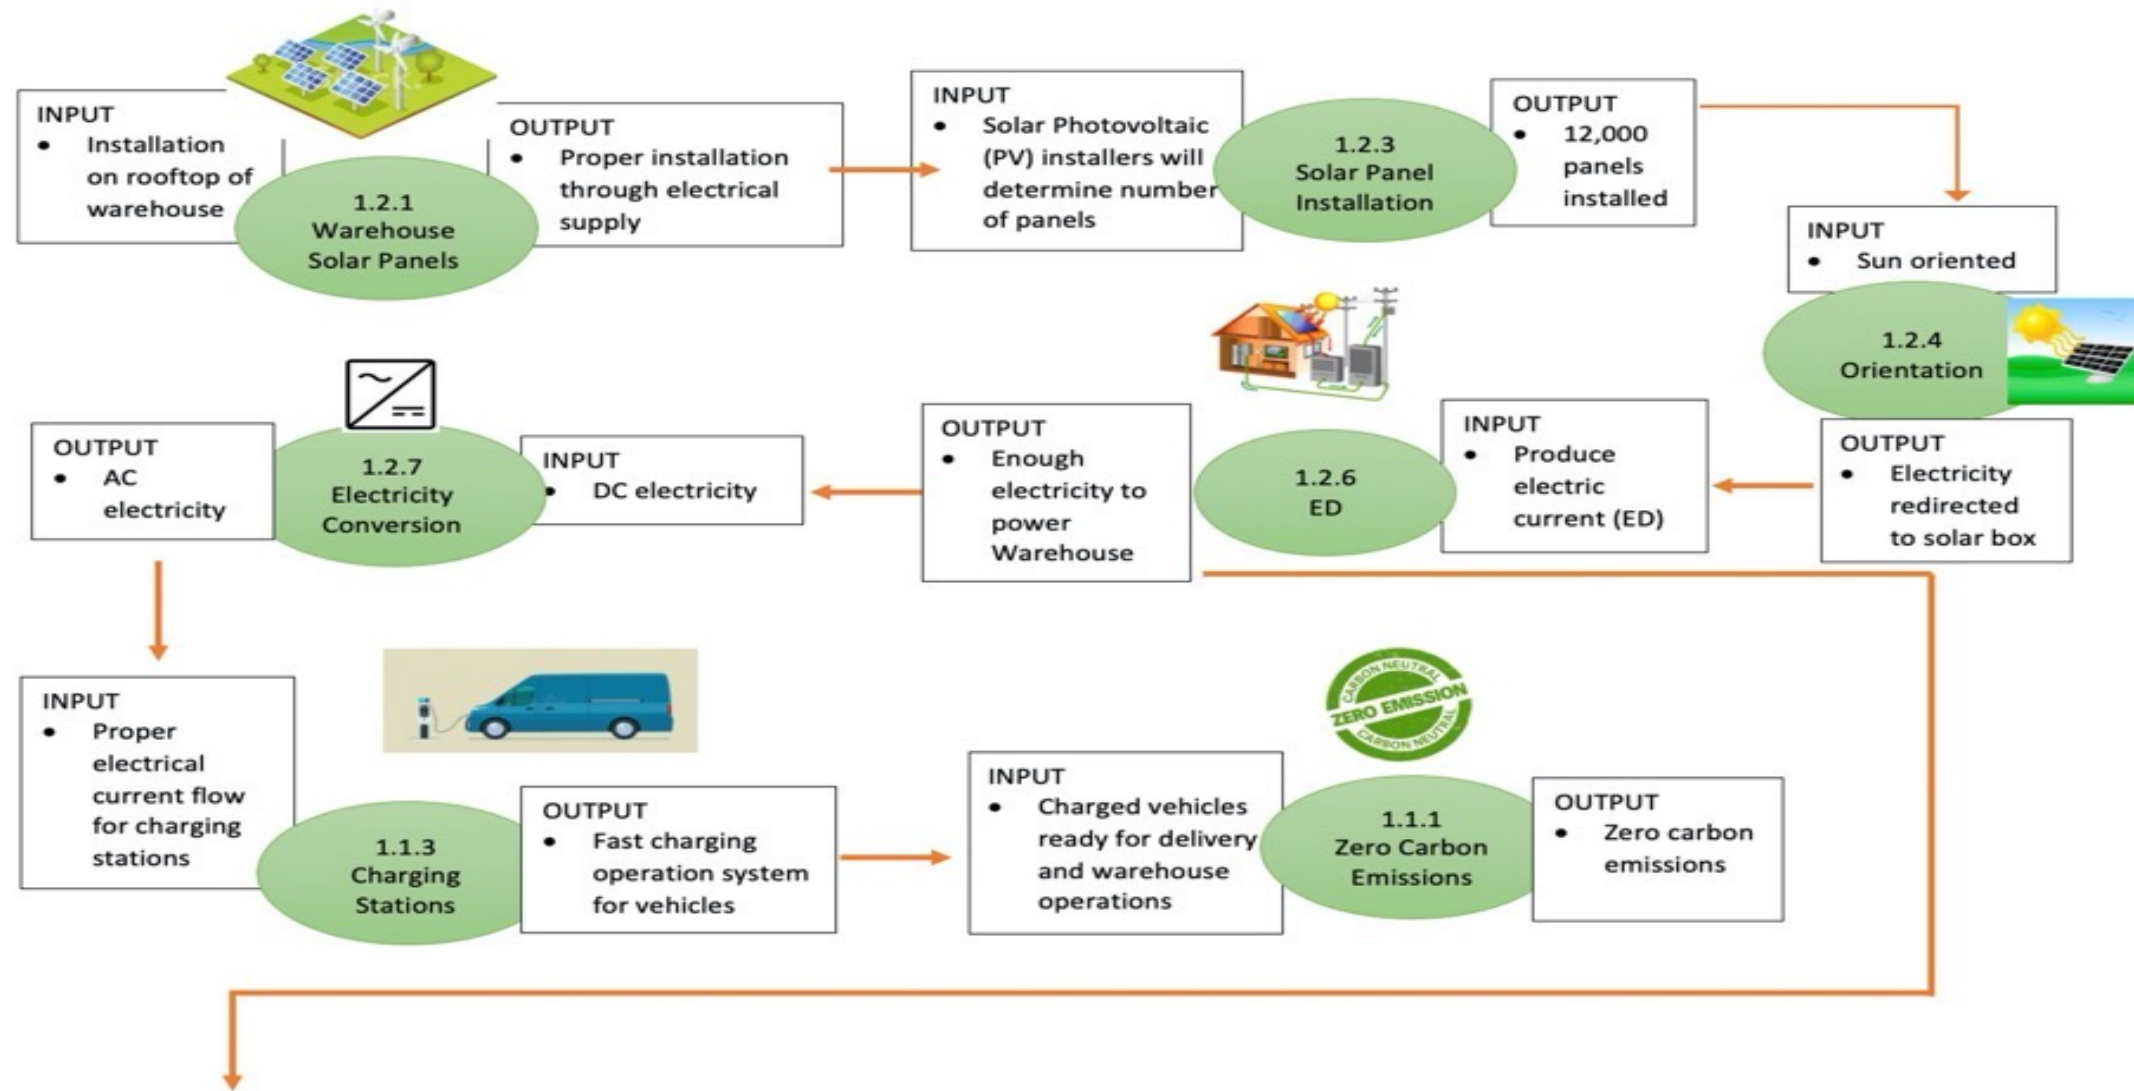 INPUT
• Installation
on rooftop of
warehouse
1.2.1
Warehouse
Solar Panels
OUTPUT
• Proper installation
through electrical
supply
INPUT
• Solar Photovoltaic
(PV) installers will
determine number
of panels
1.2.3
Solar Panel
Installation
OUTPUT
• 12,000
panels
installed
INPUT
• Sun oriented
1.2.4
Orientation
OUTPUT
• Electricity
redirected
to solar box
INPUT
• Produce
electric
current (ED)
1.2.6
ED
OUTPUT
• Enough
electricity to
power
Warehouse
INPUT
• DC electricity
1.2.7
Electricity
Conversion
OUTPUT
• AC
electricity
INPUT
• Proper
electrical
current flow
for charging
stations
1.1.3
Charging
Stations
OUTPUT
• Fast charging
operation system
for vehicles
INPUT
• Charged vehicles
ready for delivery
and warehouse
operations
CARBON NEUTRAL
ZERO EMISSION
CARBON NEUTRAL
1.1.1
Zero Carbon
Emissions
OUTPUT
• Zero carbon
emissions